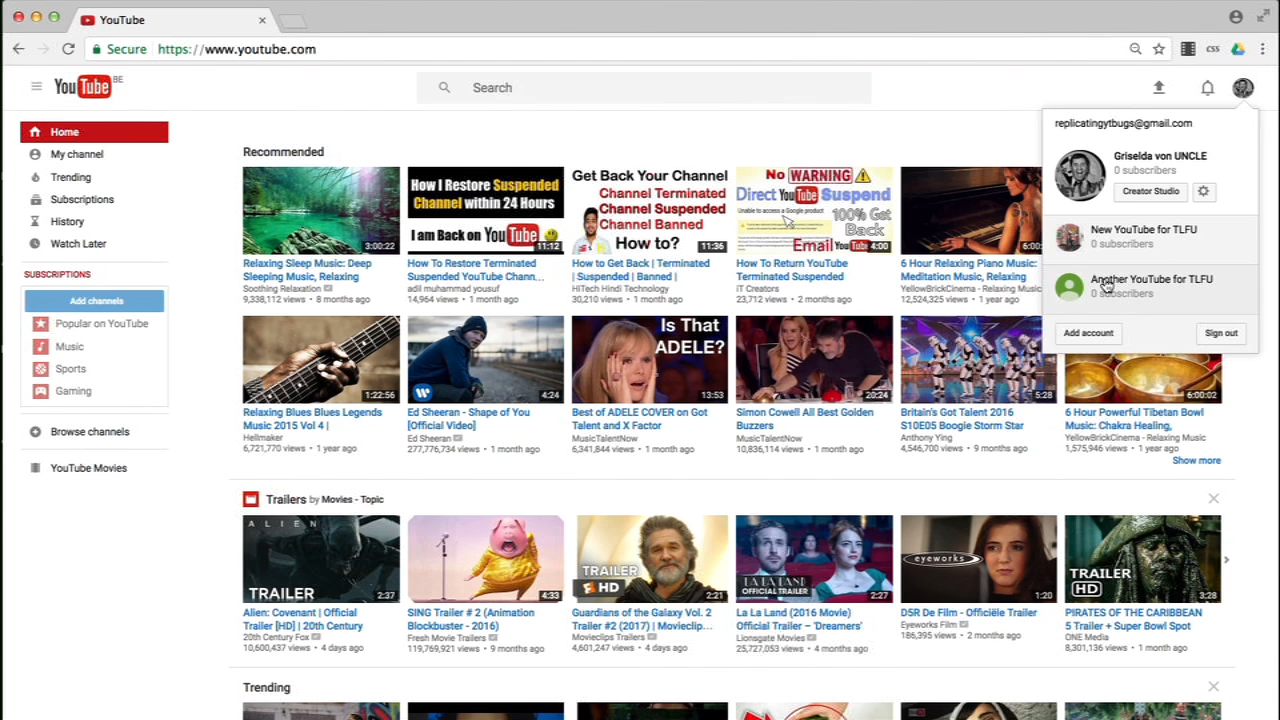 YouTube
Secure https://www.youtube.com
css
YouTube BE
Search
replicatingytbugs@gmail.com
Griselda von UNCLE
0 subscribers
Creator Studio
New YouTube for TLFU
0 subscribers
Another YouTube for TLFU
0 subscribers
Add account
Sign out
Home
My channel
Trending
Subscriptions
History
Watch Later
SUBSCRIPTIONS
Add channels
Popular on YouTube
Music
Sports
Gaming
Browse channels
YouTube Movies
Recommended
3:00:22
Relaxing Sleep Music: Deep
Sleeping Music, Relaxing
Soothing Relaxation
9,338,112 views • 8 months ago
How I Restore Suspended
Channel within 24 Hours
I am Back on YouTube
11:12
How To Restore Terminated
Suspended YouTube Chann...
adil muhammad yousuf
14,964 views • 1 month ago
Get Back Your Channel
Channel Terminated
Channel Suspended
Channel Banned
How to?
11:36
How to Get Back | Terminated
| Suspended | Banned |
HITech Hindi Technology
30,210 views • 1 month ago
No WARNING
Direct YouTube Suspend
Unable to access a Google product
100% Get
Back
Email YouTube
4:00
How To Return YouTube
Terminated Suspended
iT Creators
23,712 views • 2 months ago
6:00:
6 Hour Relaxing Piano Music:
Meditation Music, Relaxing
YellowBrickCinema - Relaxing Music
12,524,325 views • 1 year ago
1:22:56
Relaxing Blues Blues Legends
Music 2015 Vol 4 |
Hellmaker
6,721,770 views • 1 year ago
4:24
Ed Sheeran - Shape of You
[Official Video]
Ed Sheeran
277,776,734 views • 1 month ago
Is That
ADELE?
13:53
Best of ADELE COVER on Got
Talent and X Factor
MusicTalentNow
6,341,844 views • 1 month ago
20:24
Simon Cowell All Best Golden
Buzzers
MusicTalentNow
10,836,114 views • 1 month ago
5:28
Britain's Got Talent 2016
S10E05 Boogie Storm Star
Anthony Ying
4,546,700 views • 9 months ago
6:00:02
6 Hour Powerful Tibetan Bowl
Music: Chakra Healing,
YellowBrickCinema - Relaxing Music
1,575,946 views • 1 year ago
Show more
Trailers by Movies - Topic
ALIEN
TRAILER
2:37
Alien: Covenant | Official
Trailer [HD] | 20th Century
20th Century Fox
10,600,437 views • 4 days ago
4:33
SING Trailer # 2 (Animation
Blockbuster - 2016)
Fresh Movie Trailers
119,769,921 views • 9 months ago
TRAILER
HD
2:21
Guardians of the Galaxy Vol. 2
Trailer #2 (2017) | Movieclip...
Movieclips Trailers
4,601,247 views • 2 months ago
LA LA LAND
OFFICIAL TRAILER
2:27
La La Land (2016 Movie)
Official Trailer – 'Dreamers'
Lionsgate Movies
25,727,053 views • 4 months ago
eyeworks
1:20
D5R De Film - Officiële Trailer
Eyeworks Film
186,395 views • 2 months ago
TRAILER
HD
3:28
PIRATES OF THE CARIBBEAN
5 Trailer + Super Bowl Spot
ONE Media
8,301,136 views • 1 month ago
Trending